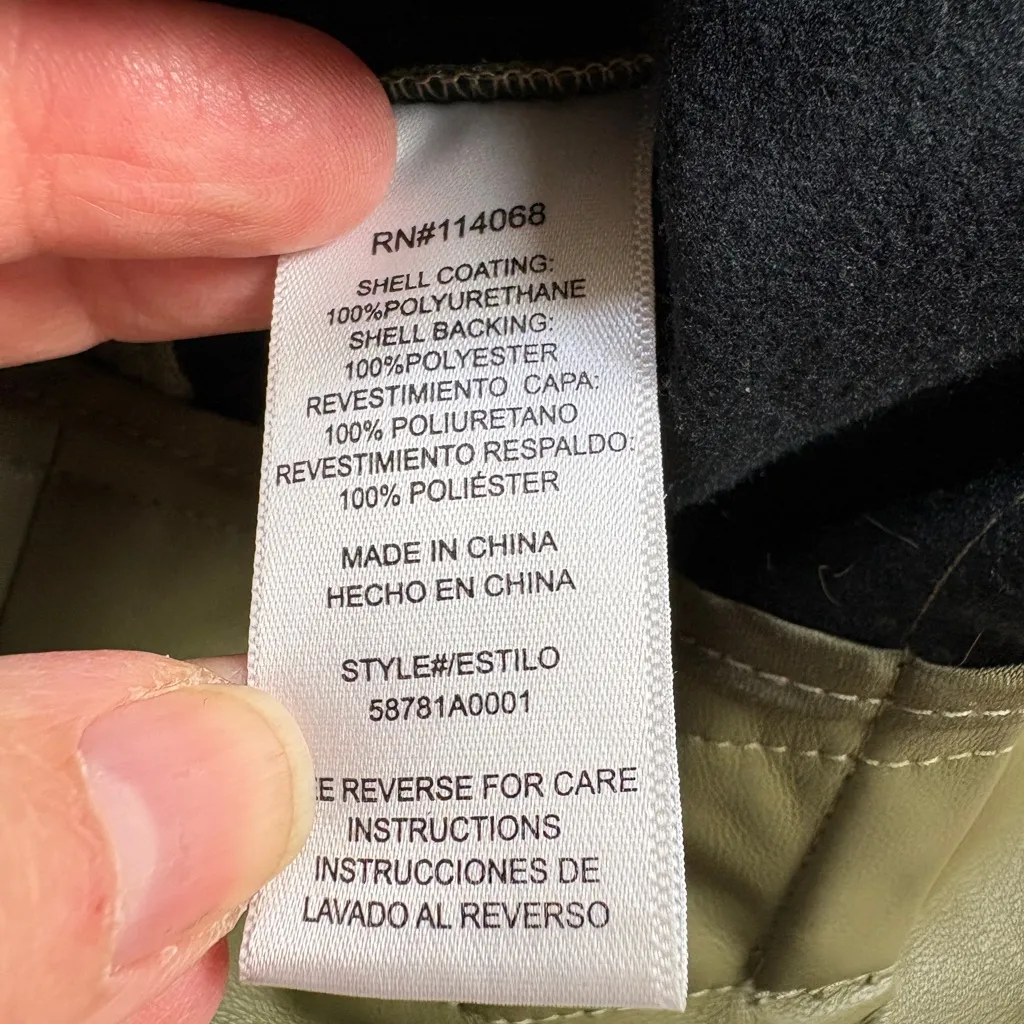 RN#114068
SHELL COATING:
100%POLYURETHANE
SHELL BACKING:
100%POLYESTER
REVESTIMIENTO CAPA:
100% POLIURETANO
REVESTIMIENTO RESPALDO:
100% POLIÉSTER
MADE IN CHINA
HECHO EN CHINA
STYLE#/ESTILO
58781A0001
REVERSE FOR CARE
INSTRUCTIONS
INSTRUCCIONES DE
LAVADO AL REVERSO